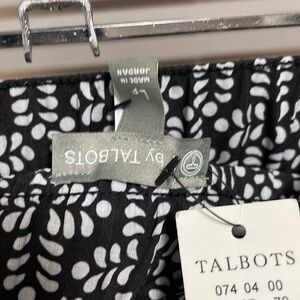 LP
MADE IN
JORDAN
by TALBOTS
TALBOTS
074 04 00